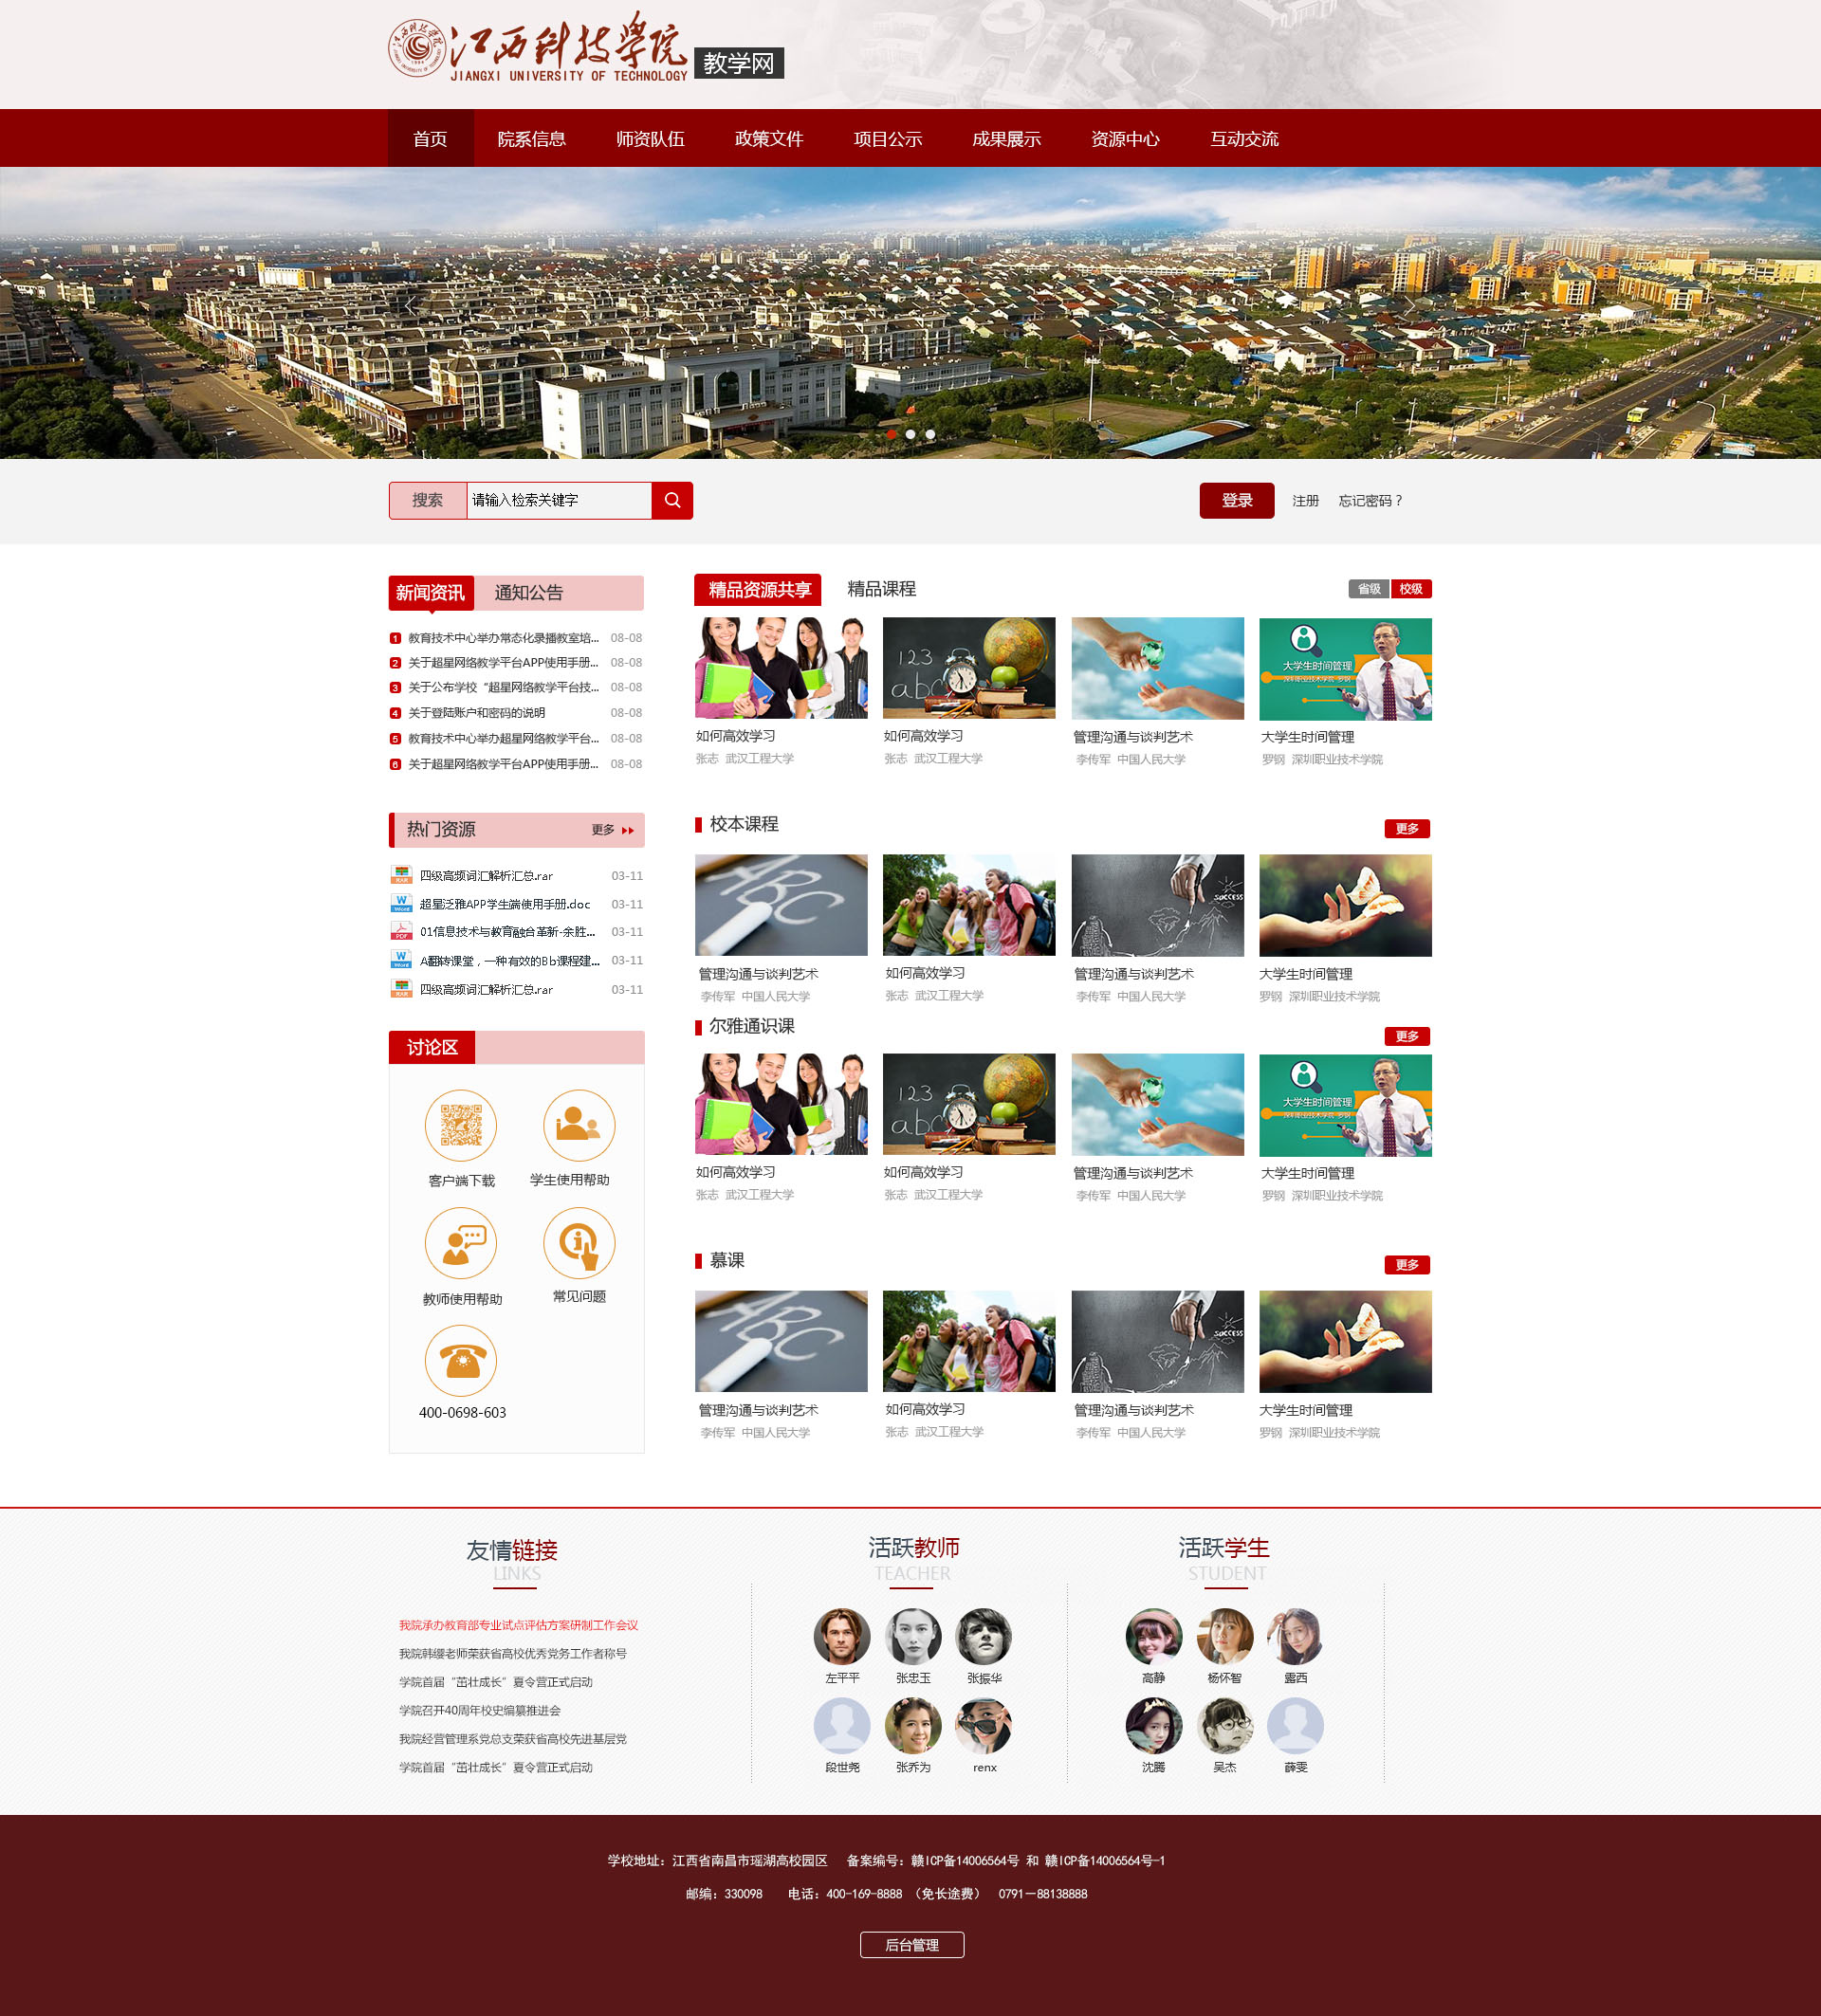 江西科技学院
JIANGXI UNIVERSITY OF TECHNOLOGY
教学网
首页 院系信息 师资队伍 政策文件 项目公示 成果展示 资源中心 互动交流
搜索 请输入检索关键字
登录 注册 忘记密码？
新闻资讯 通知公告
1 教育技术中心举办常态化录播教室培... 08-08
2 关于超星网络教学平台APP使用手册... 08-08
3 关于公布学校“超星网络教学平台技... 08-08
4 关于登陆账户和密码的说明 08-08
5 教育技术中心举办超星网络教学平台... 08-08
6 关于超星网络教学平台APP使用手册... 08-08
热门资源 更多
四级高频词汇解析汇总.rar 03-11
超星泛雅APP学生端使用手册.doc 03-11
01信息技术与教育融合革新-余胜... 03-11
A翻转课堂，一种有效的Bb课程建... 03-11
四级高频词汇解析汇总.rar 03-11
讨论区
客户端下载 学生使用帮助
教师使用帮助 常见问题
400-0698-603
精品资源共享 精品课程 省级 校级
123
abc
大学生时间管理
深圳职业技术学院-罗钢
如何高效学习 如何高效学习 管理沟通与谈判艺术 大学生时间管理
张志 武汉工程大学 张志 武汉工程大学 李传军 中国人民大学 罗钢 深圳职业技术学院
校本课程 更多
ABC
SUCCESS
管理沟通与谈判艺术 如何高效学习 管理沟通与谈判艺术 大学生时间管理
李传军 中国人民大学 张志 武汉工程大学 李传军 中国人民大学 罗钢 深圳职业技术学院
尔雅通识课 更多
123
abc
大学生时间管理
深圳职业技术学院-罗钢
如何高效学习 如何高效学习 管理沟通与谈判艺术 大学生时间管理
张志 武汉工程大学 张志 武汉工程大学 李传军 中国人民大学 罗钢 深圳职业技术学院
慕课 更多
ABC
SUCCESS
管理沟通与谈判艺术 如何高效学习 管理沟通与谈判艺术 大学生时间管理
李传军 中国人民大学 张志 武汉工程大学 李传军 中国人民大学 罗钢 深圳职业技术学院
友情链接
LINKS
我院承办教育部专业试点评估方案研制工作会议
我院韩缨老师荣获省高校优秀党务工作者称号
学院首届“茁壮成长”夏令营正式启动
学院召开40周年校史编纂推进会
我院经营管理系党总支荣获省高校先进基层党
学院首届“茁壮成长”夏令营正式启动
活跃教师
TEACHER
左平平 张忠玉 张振华
段世尧 张乔为 renx
活跃学生
STUDENT
高静 杨怀智 露西
沈腾 吴杰 薛雯
学校地址：江西省南昌市瑶湖高校园区 备案编号：赣ICP备14006564号 和 赣ICP备14006564号-1
邮编：330098 电话：400-169-8888 （免长途费） 0791－88138888
后台管理